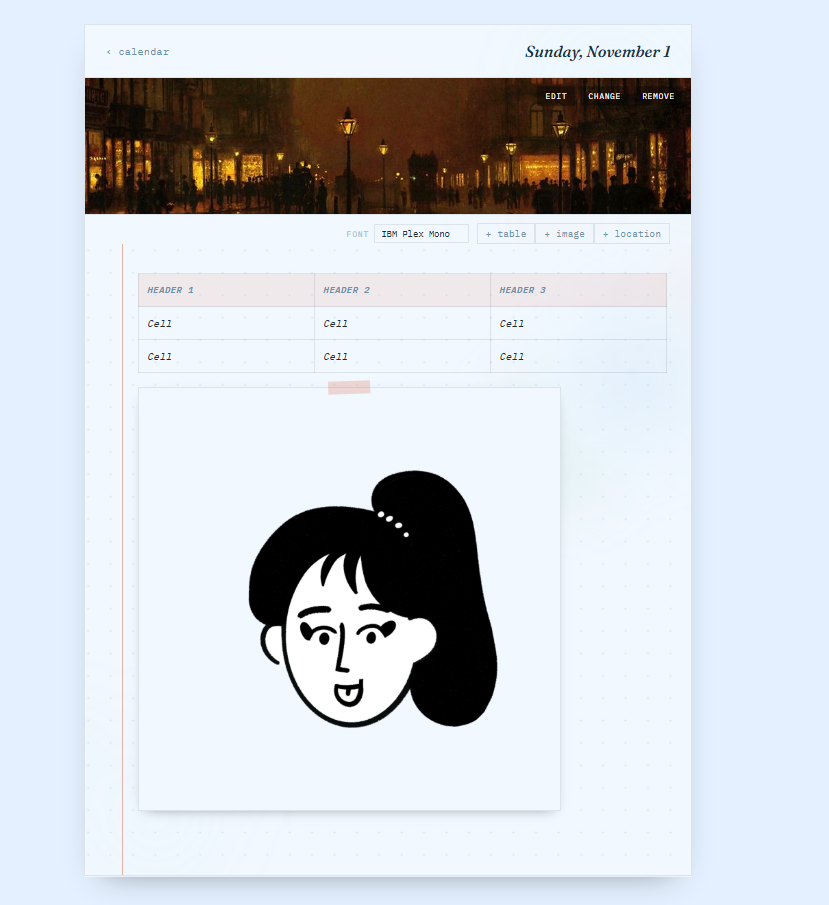 ‹ calendar
Sunday, November 1
EDIT CHANGE REMOVE
FONT IBM Plex Mono + table + image + location
HEADER 1 HEADER 2 HEADER 3
Cell Cell Cell
Cell Cell Cell